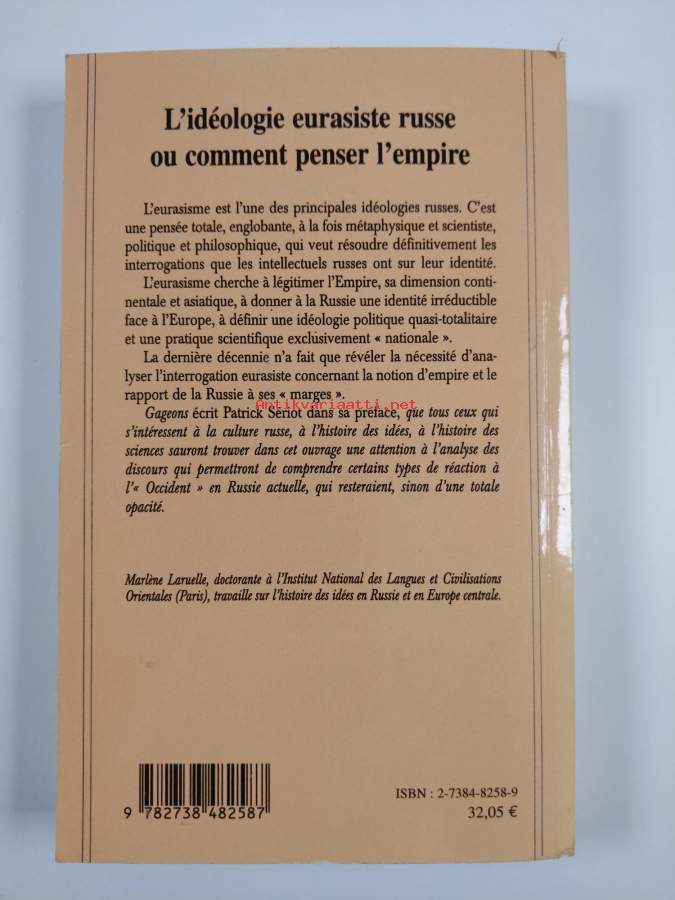 L'idéologie eurasiste russe
ou comment penser l'empire
L'eurasisme est l'une des principales idéologies russes. C'est
une pensée totale, englobante, à la fois métaphysique et scientiste,
politique et philosophique, qui veut résoudre définitivement les
interrogations que les intellectuels russes ont sur leur identité.
L'eurasisme cherche à légitimer l'Empire, sa dimension conti-
nentale et asiatique, à donner à la Russie une identité irréductible
face à l'Europe, à définir une idéologie politique quasi-totalitaire
et une pratique scientifique exclusivement « nationale ».
La dernière décennie n'a fait que révéler la nécessité d'ana-
lyser l'interrogation eurasiste concernant la notion d'empire et le
rapport de la Russie à ses « marges ».
Antikvariaatti.net
Gageons écrit Patrick Sériot dans sa préface, que tous ceux qui
s'intéressent à la culture russe, à l'histoire des idées, à l'histoire des
sciences sauront trouver dans cet ouvrage une attention à l'analyse des
discours qui permettront de comprendre certains types de réaction à
l'« Occident » en Russie actuelle, qui resteraient, sinon d'une totale
opacité.
Marlène Laruelle, doctorante à l'Institut National des Langues et Civilisations
Orientales (Paris), travaille sur l'histoire des idées en Russie et en Europe centrale.
9 782738 482587
ISBN : 2-7384-8258-9
32,05 €